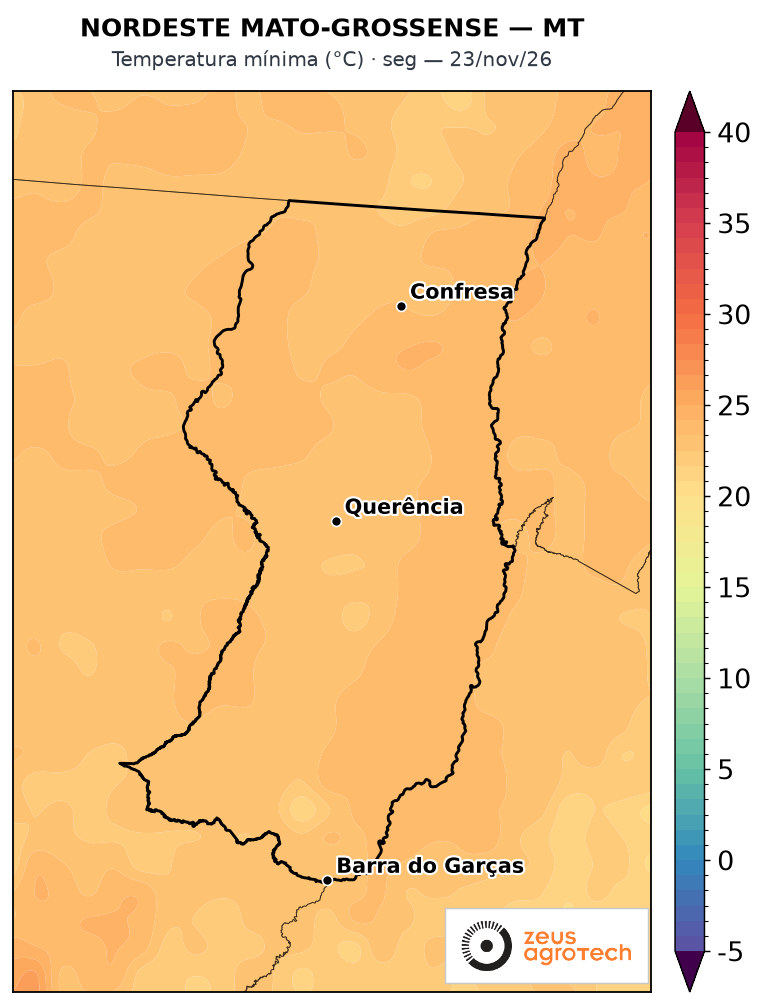 NORDESTE MATO-GROSSENSE — MT
Temperatura mínima (°C) · seg — 23/nov/26
Confresa
Querência
Barra do Garças
40
35
30
25
20
15
10
5
0
-5
zeus
agroтech